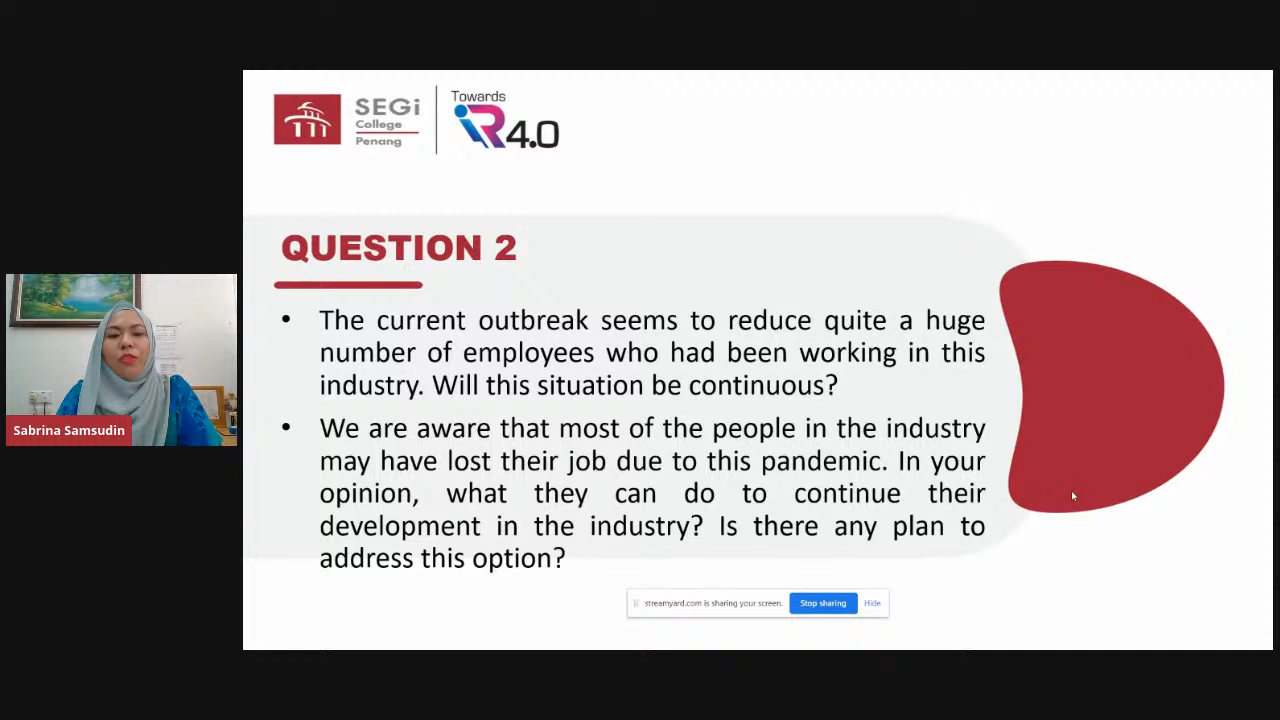 SEGi
College
Penang
Towards
iR4.0
QUESTION 2
• The current outbreak seems to reduce quite a huge
number of employees who had been working in this
industry. Will this situation be continuous?
• We are aware that most of the people in the industry
may have lost their job due to this pandemic. In your
opinion, what they can do to continue their
development in the industry? Is there any plan to
address this option?
Sabrina Samsudin
streamyard.com is sharing your screen. Stop sharing Hide